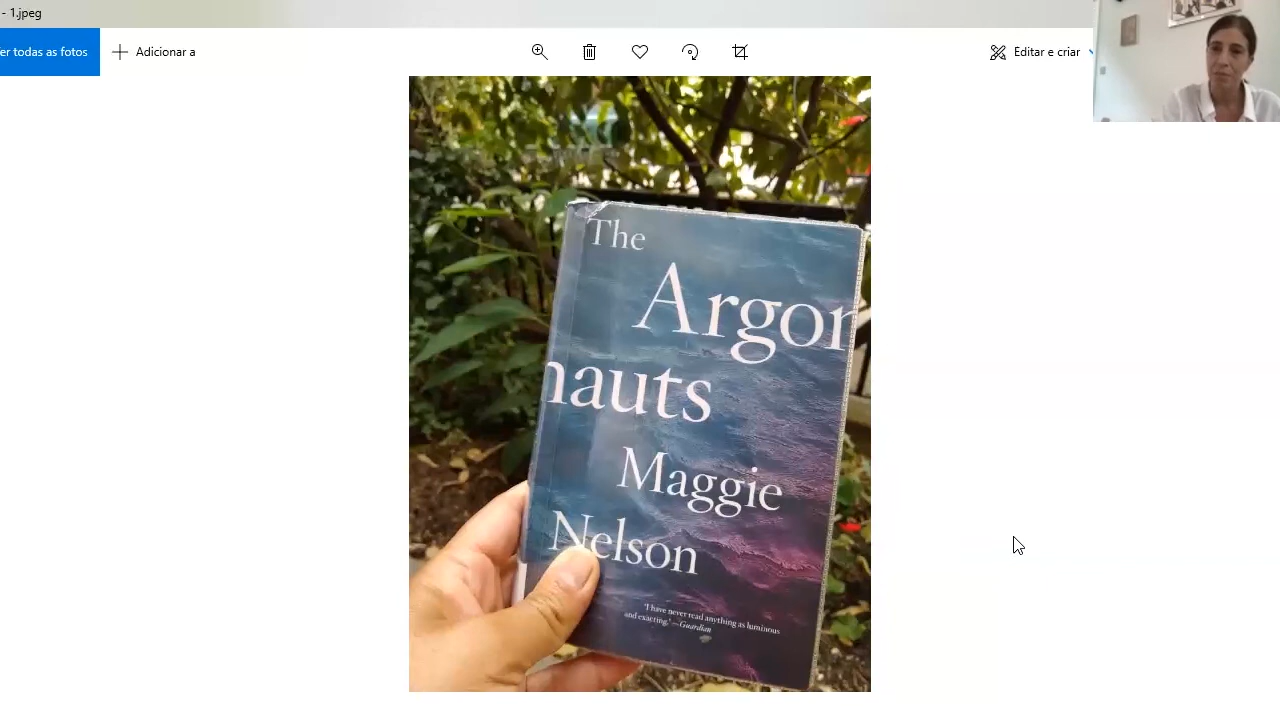 - 1.jpeg
er todas as fotos
Adicionar a
Editar e criar
The
Argon
nauts
Maggie
Nelson
'I have never read anything as luminous
and exacting.' —Guardian